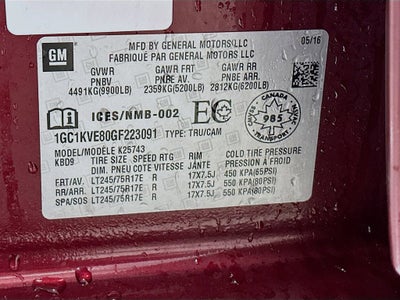 GM
MFD BY GENERAL MOTORS LLC
FABRIQUÉ PAR GENERAL MOTORS LLC
05/16
GVWR GAWR FRT GAWR RR
PNBV PNBE AV. PNBE ARR.
4491KG(9900LB) 2359KG(5200LB) 2812KG(6200LB)
ICES/NMB-002 EC
CANADA
985
TRANSPORT
1GC1KVE80GF223091 TYPE: TRU/CAM
MODEL/MODÈLE K25743
KBD9 TIRE SIZE SPEED RTG RIM COLD TIRE PRESSURE
DIM. PNEU COTE VITESSE JANTE PRESSION A FROID
FRT/AV. LT245/75R17E R 17X7.5J 450 KPA(65PSI)
RR/ARR. LT245/75R17E R 17X7.5J 550 KPA(80PSI)
SPA/SOS LT245/75R17E R 17X7.5J 550 KPA(80PSI)